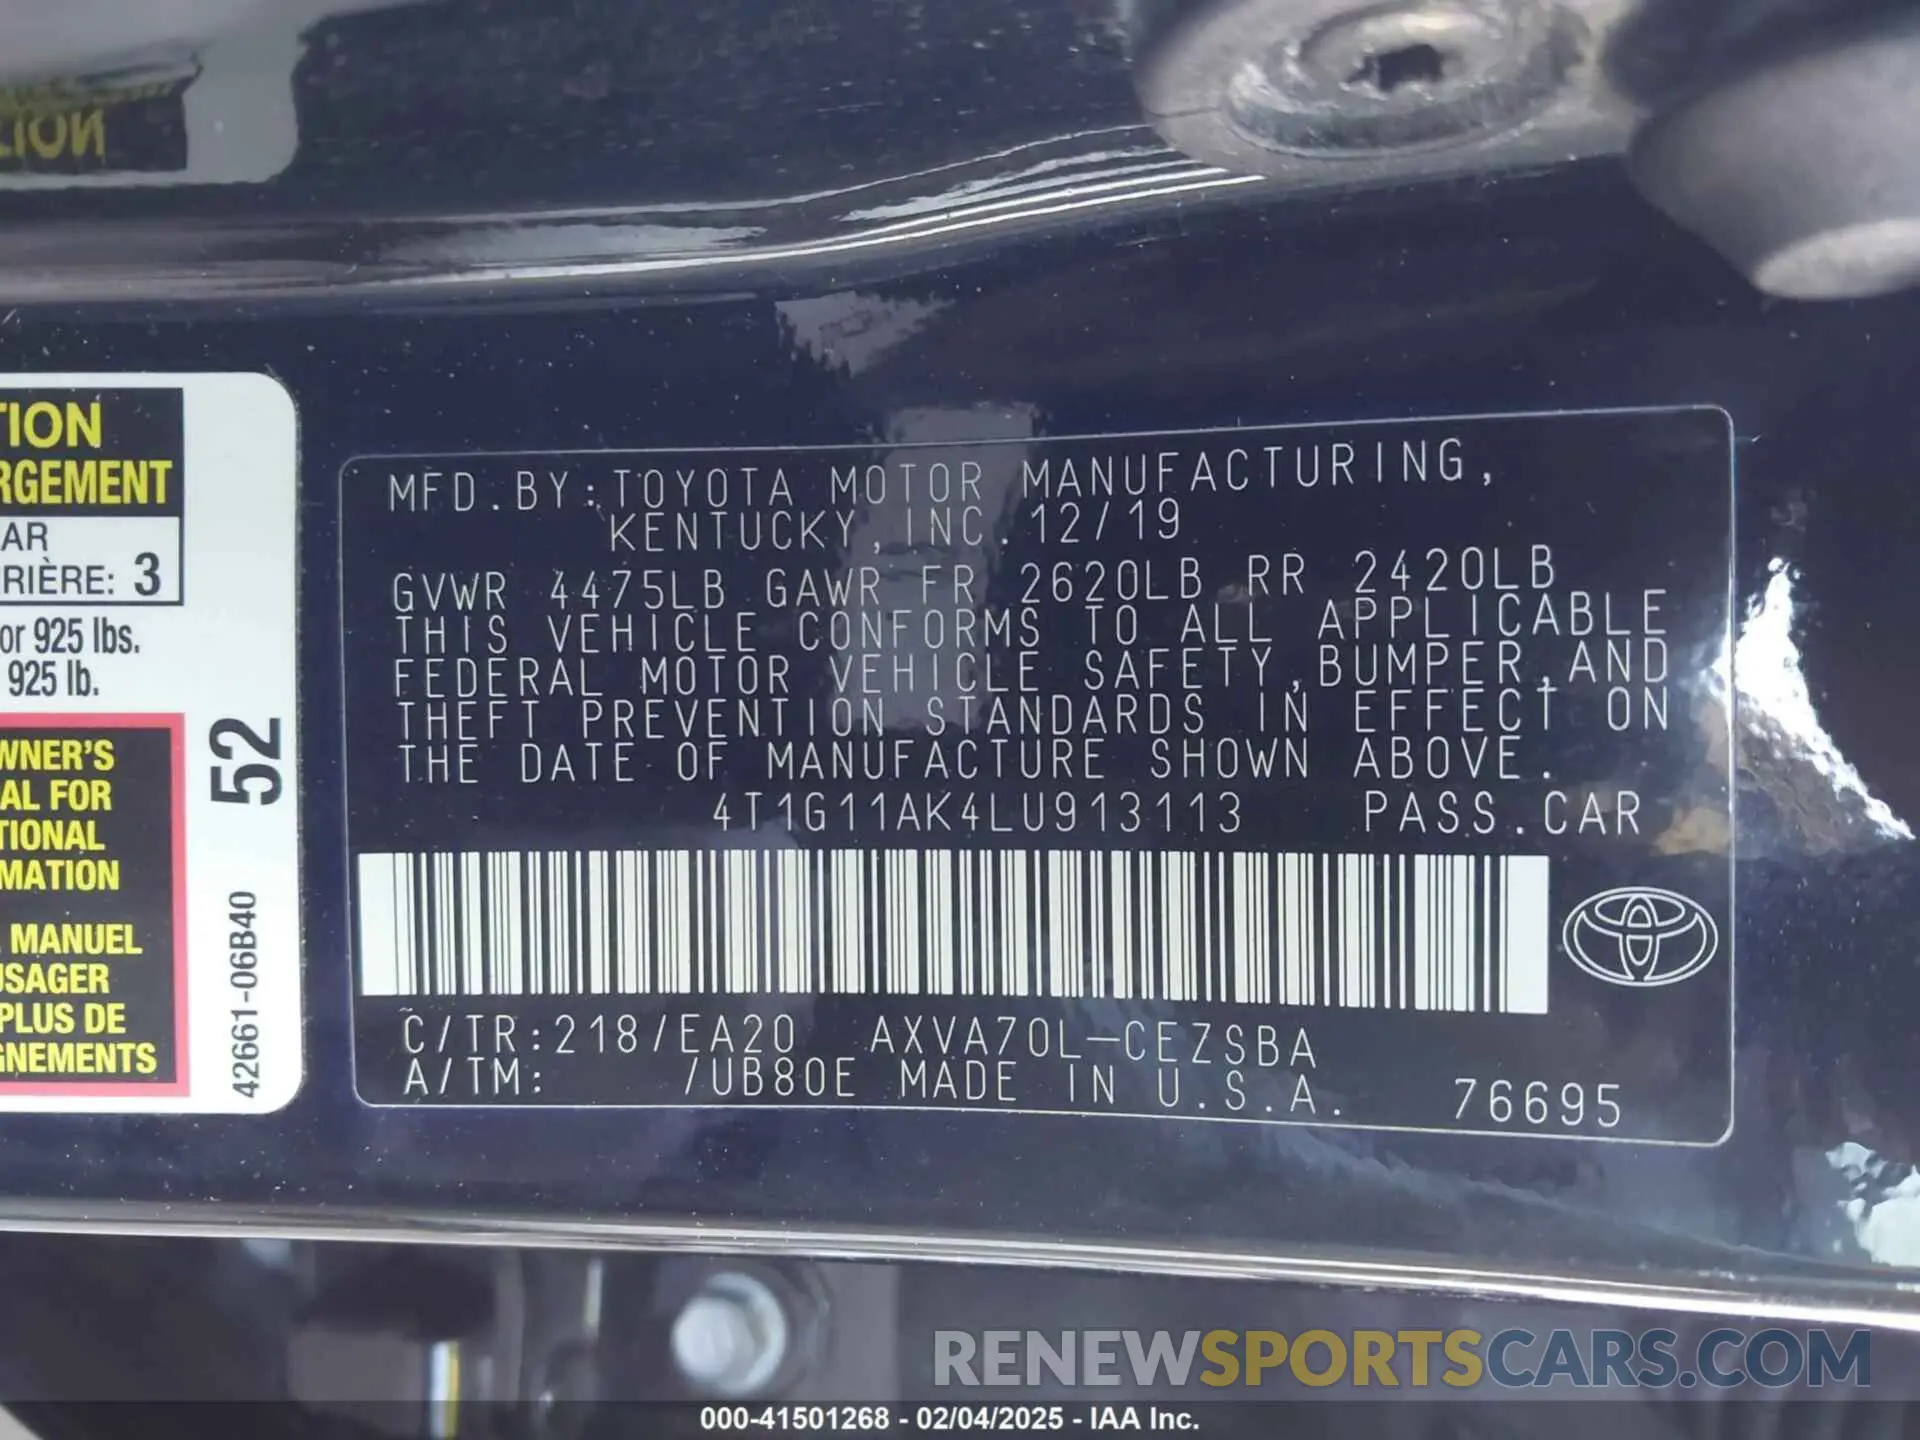 TION
RGEMENT
AR
RIÈRE: 3
or 925 lbs.
925 lb.
WNER'S
AL FOR
TIONAL
MATION
MANUEL
USAGER
PLUS DE
GNEMENTS
52
42661-06B40
MFD.BY:TOYOTA MOTOR MANUFACTURING,
KENTUCKY,INC. 12/19
GVWR 4475LB GAWR FR 2620LB RR 2420LB
THIS VEHICLE CONFORMS TO ALL APPLICABLE
FEDERAL MOTOR VEHICLE SAFETY,BUMPER,AND
THEFT PREVENTION STANDARDS IN EFFECT ON
THE DATE OF MANUFACTURE SHOWN ABOVE.
4T1G11AK4LU913113 PASS.CAR
C/TR:218/EA20 AXVA70L-CEZSBA
A/TM: /UB80E MADE IN U.S.A. 76695
RENEWSPORTSCARS.COM
000-41501268 - 02/04/2025 - IAA Inc.